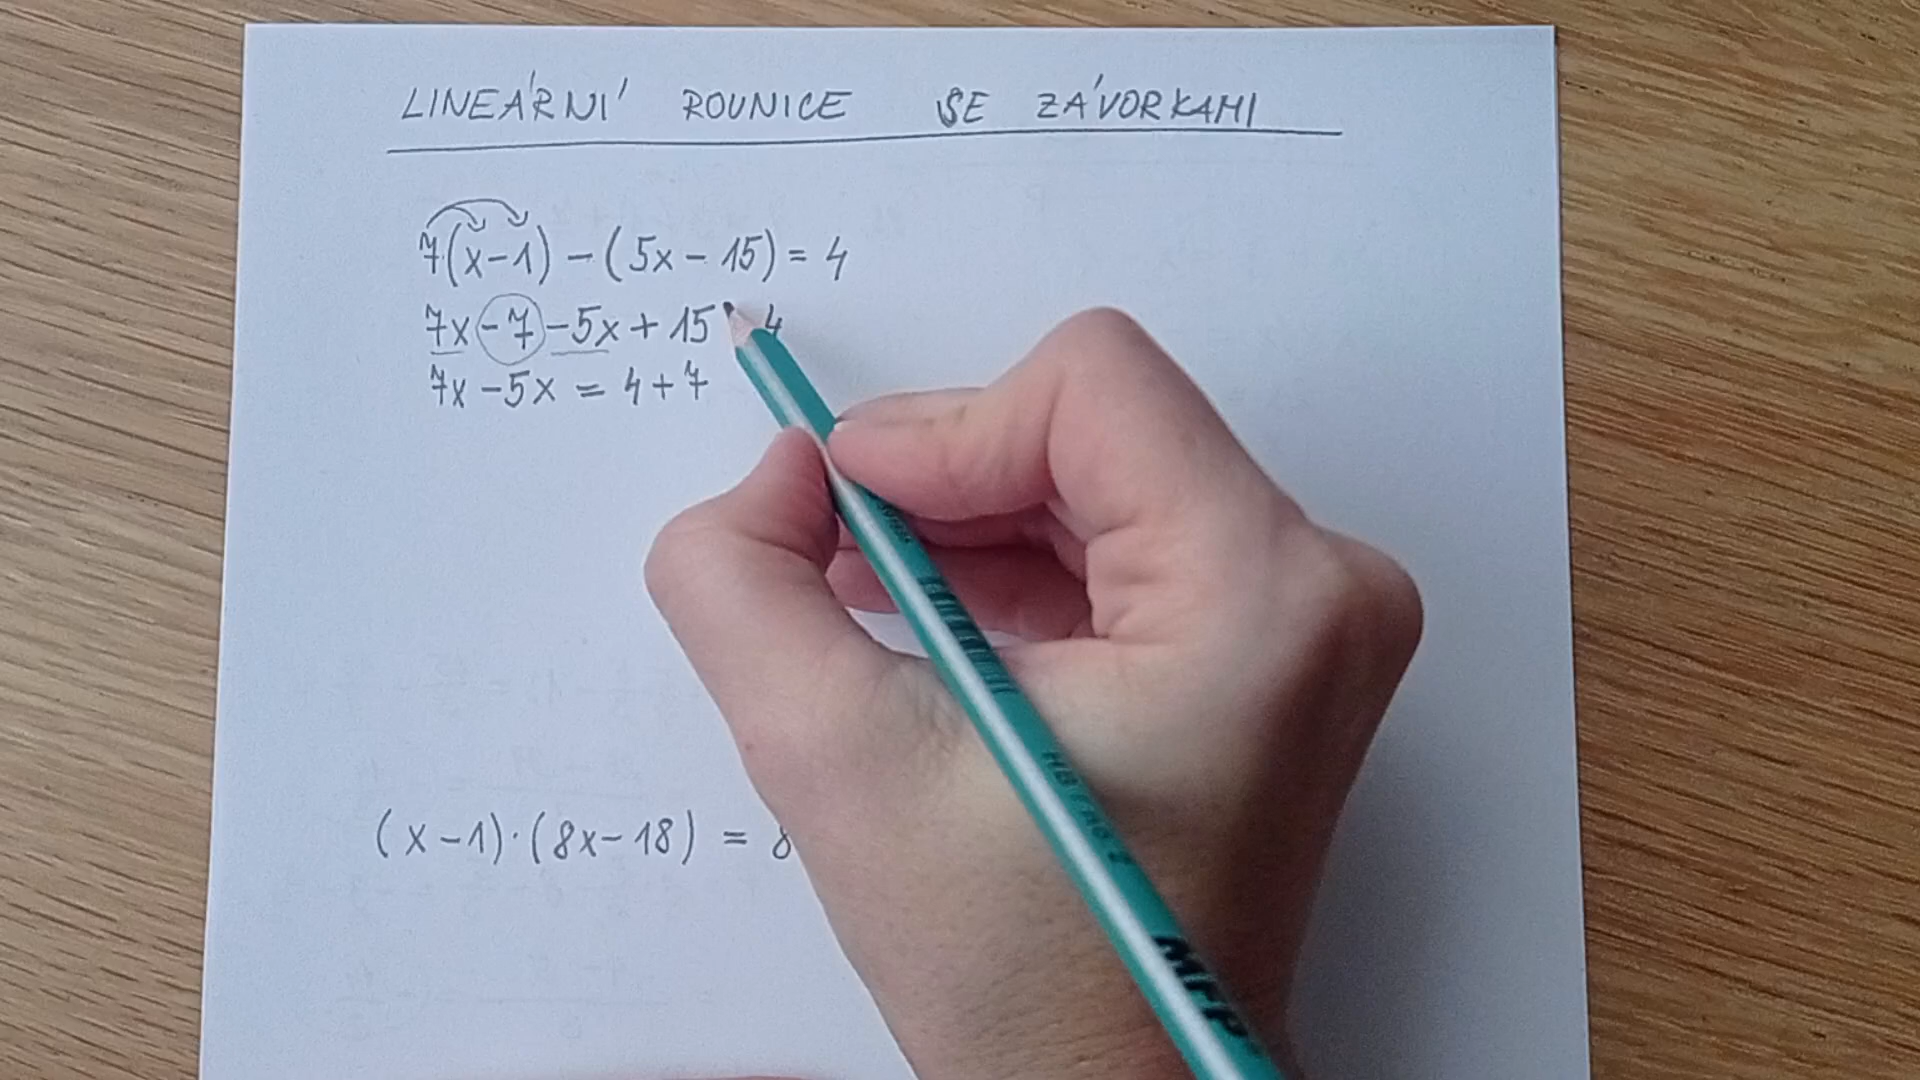 LINEÁRNÍ ROVNICE SE ZÁVORKAMI
7(x-1) - (5x - 15) = 4
7x - 7 - 5x + 15 4
7x - 5x = 4 + 7
(x - 1) · (8x - 18) = 8